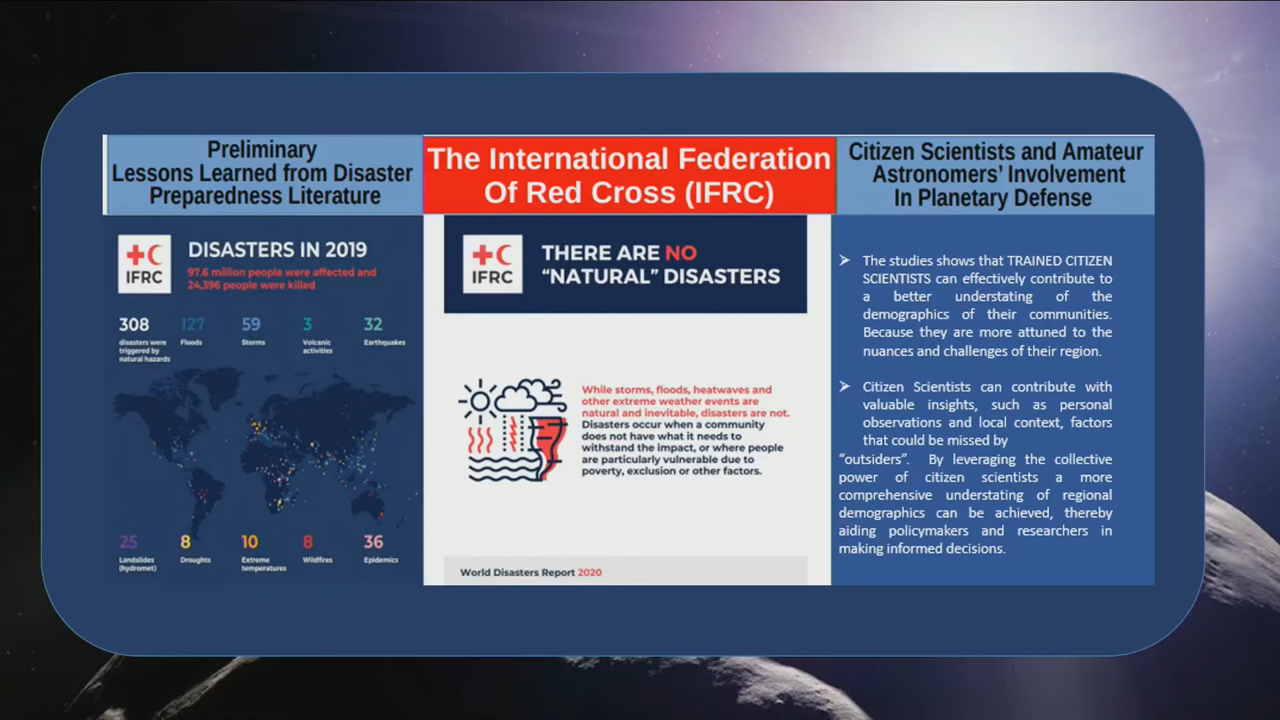 Preliminary
Lessons Learned from Disaster
Preparedness Literature
IFRC
DISASTERS IN 2019
97.6 million people were affected and
24,396 people were killed
308
disasters were
triggered by
natural hazards
127
Floods
59
Storms
3
Volcanic
activities
32
Earthquakes
25
Landslides
(hydromet)
8
Droughts
10
Extreme
temperatures
8
Wildfires
36
Epidemics
The International Federation
Of Red Cross (IFRC)
IFRC
THERE ARE NO
“NATURAL” DISASTERS
While storms, floods, heatwaves and
other extreme weather events are
natural and inevitable, disasters are not.
Disasters occur when a community
does not have what it needs to
withstand the impact, or where people
are particularly vulnerable due to
poverty, exclusion or other factors.
World Disasters Report 2020
Citizen Scientists and Amateur
Astronomers’ Involvement
In Planetary Defense
➢ The studies shows that TRAINED CITIZEN
SCIENTISTS can effectively contribute to
a better understating of the
demographics of their communities.
Because they are more attuned to the
nuances and challenges of their region.
➢ Citizen Scientists can contribute with
valuable insights, such as personal
observations and local context, factors
that could be missed by
“outsiders”. By leveraging the collective
power of citizen scientists a more
comprehensive understating of regional
demographics can be achieved, thereby
aiding policymakers and researchers in
making informed decisions.